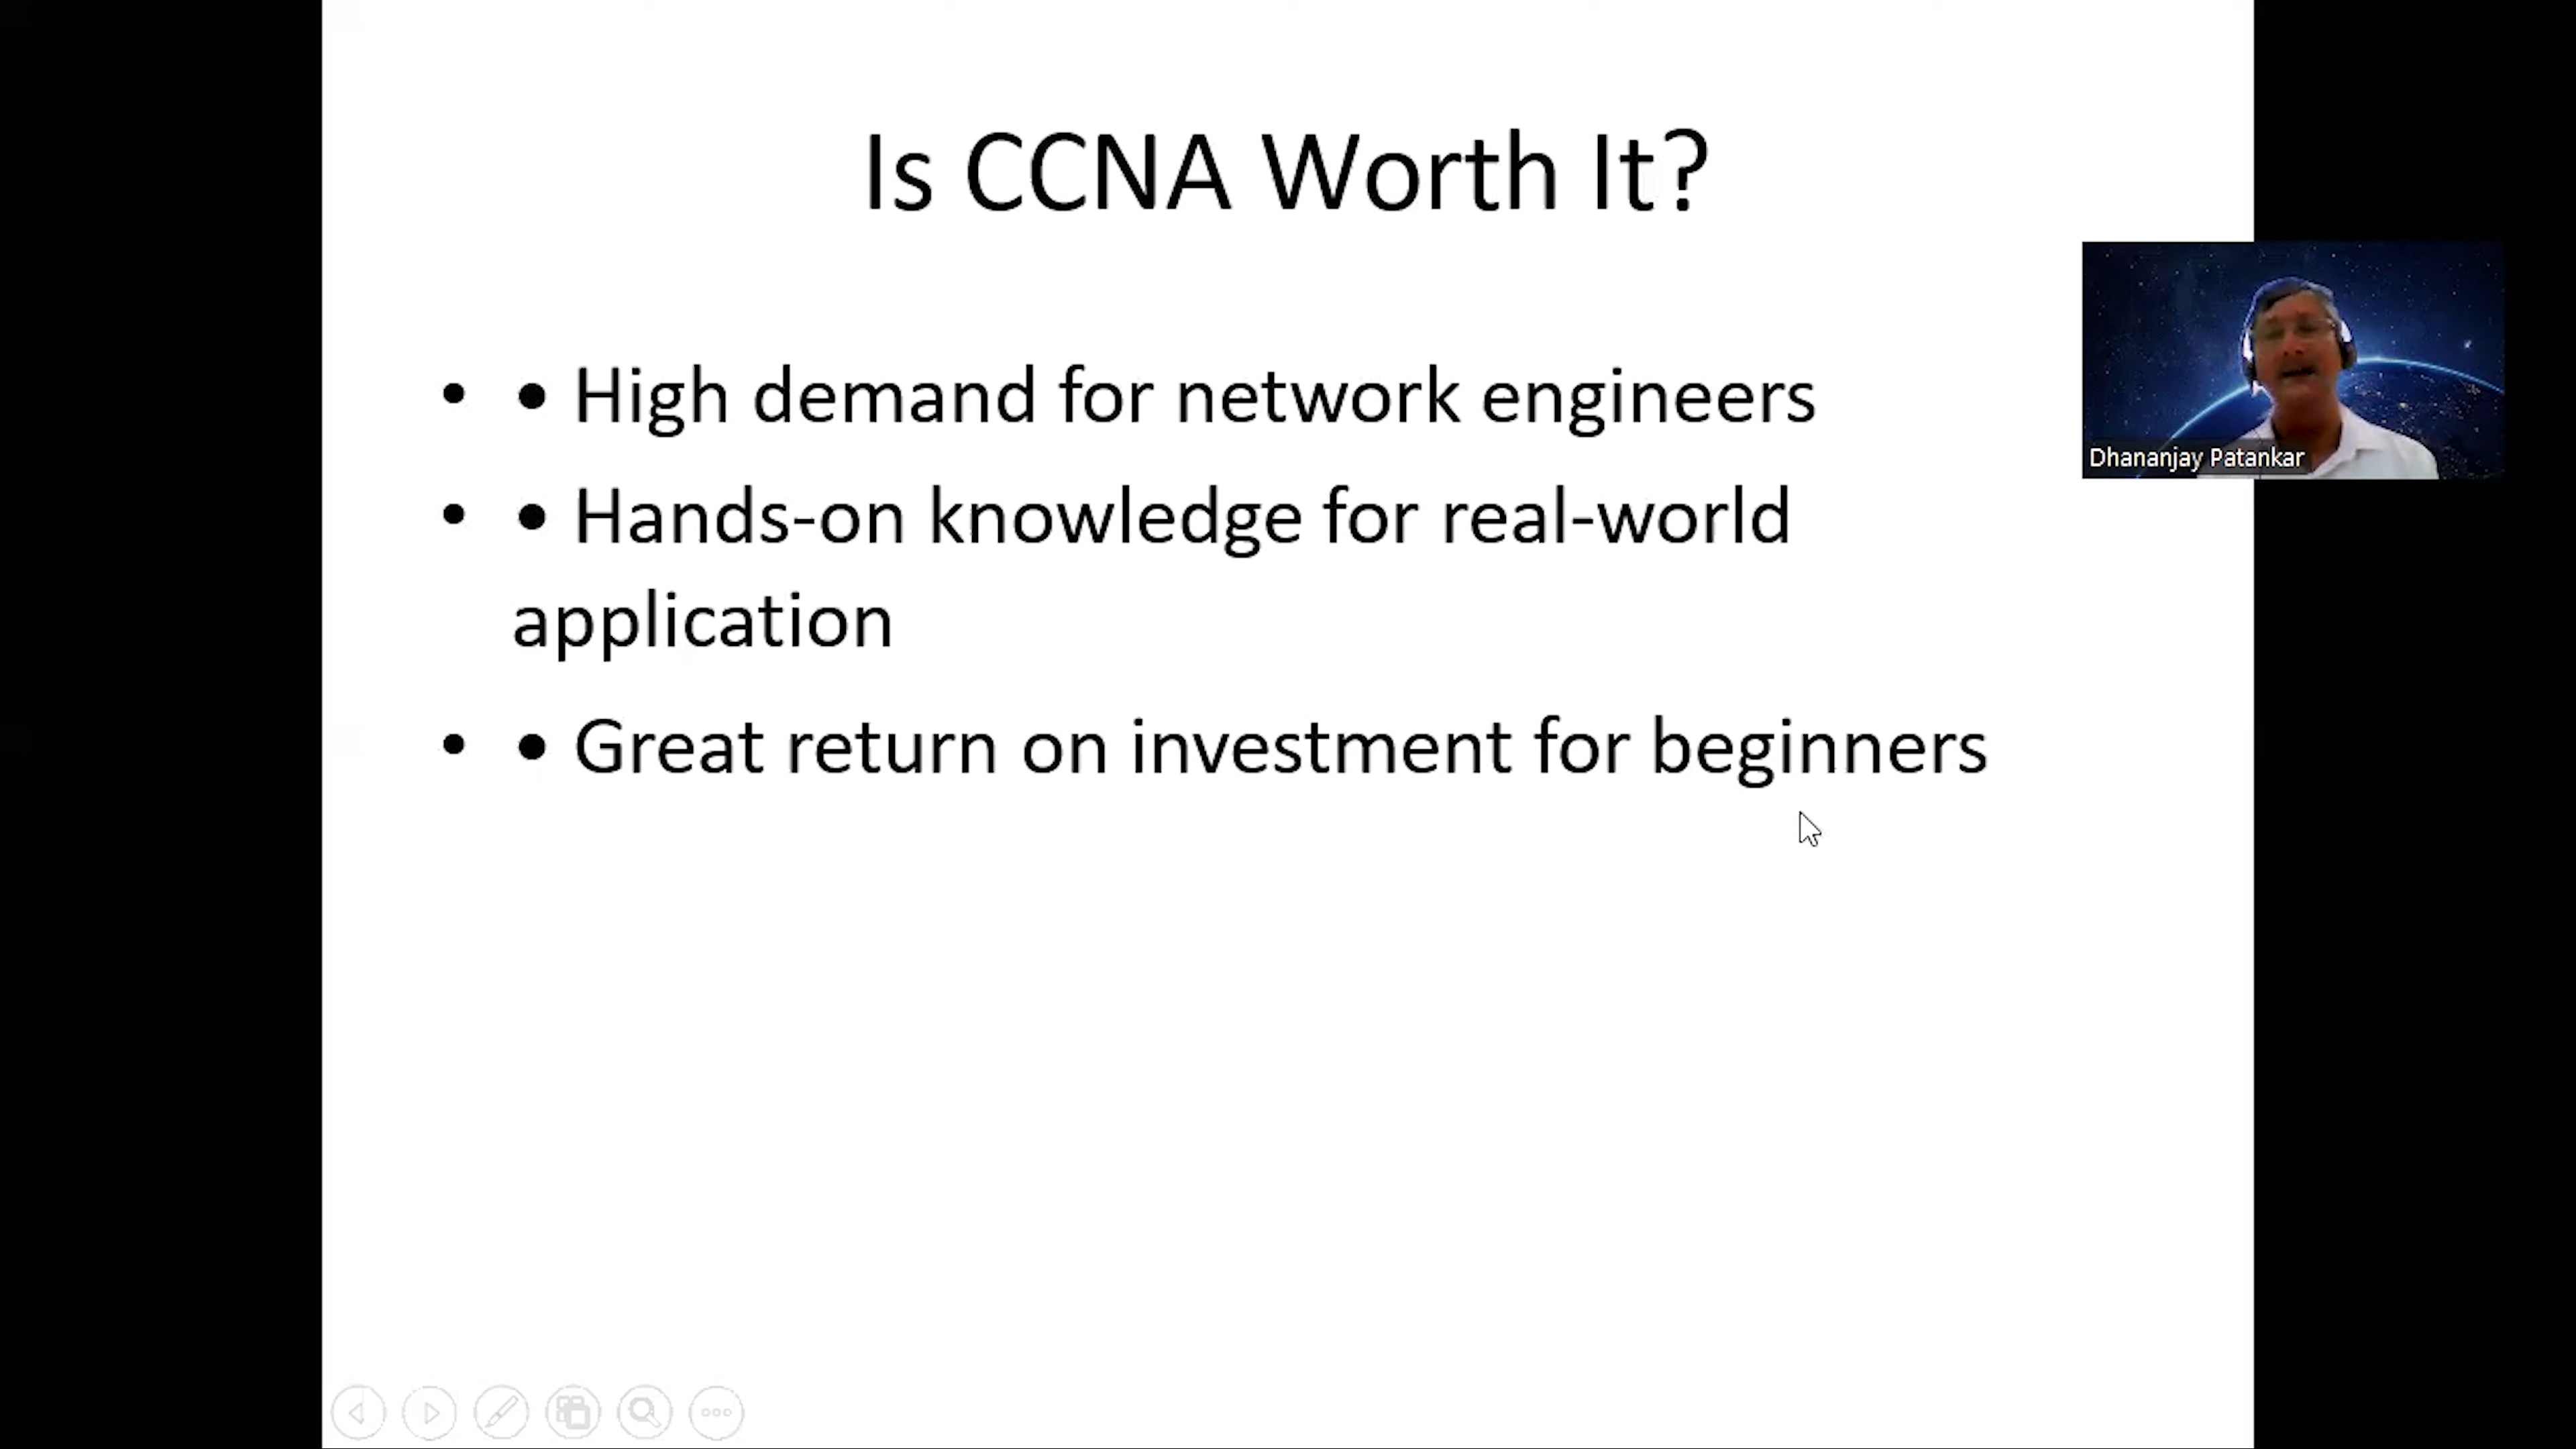 Is CCNA Worth It?
• • High demand for network engineers
• • Hands-on knowledge for real-world
application
• • Great return on investment for beginners
Dhananjay Patankar